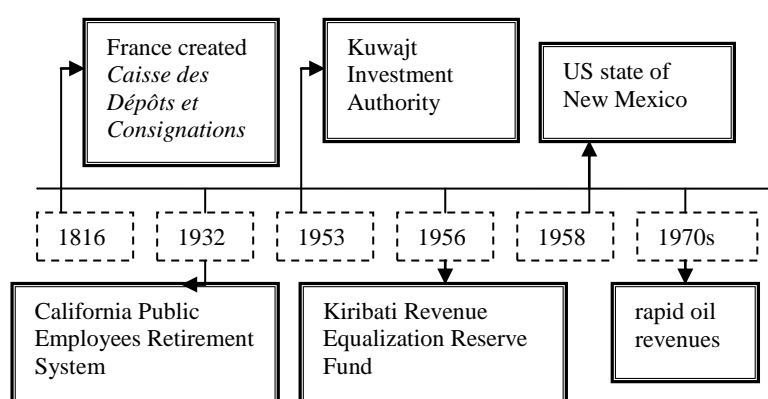 France created
Caisse des
Dépôts et
Consignations
Kuwajt
Investment
Authority
US state of
New Mexico
1816
1932
1953
1956
1958
1970s
California Public
Employees Retirement
System
Kiribati Revenue
Equalization Reserve
Fund
rapid oil
revenues